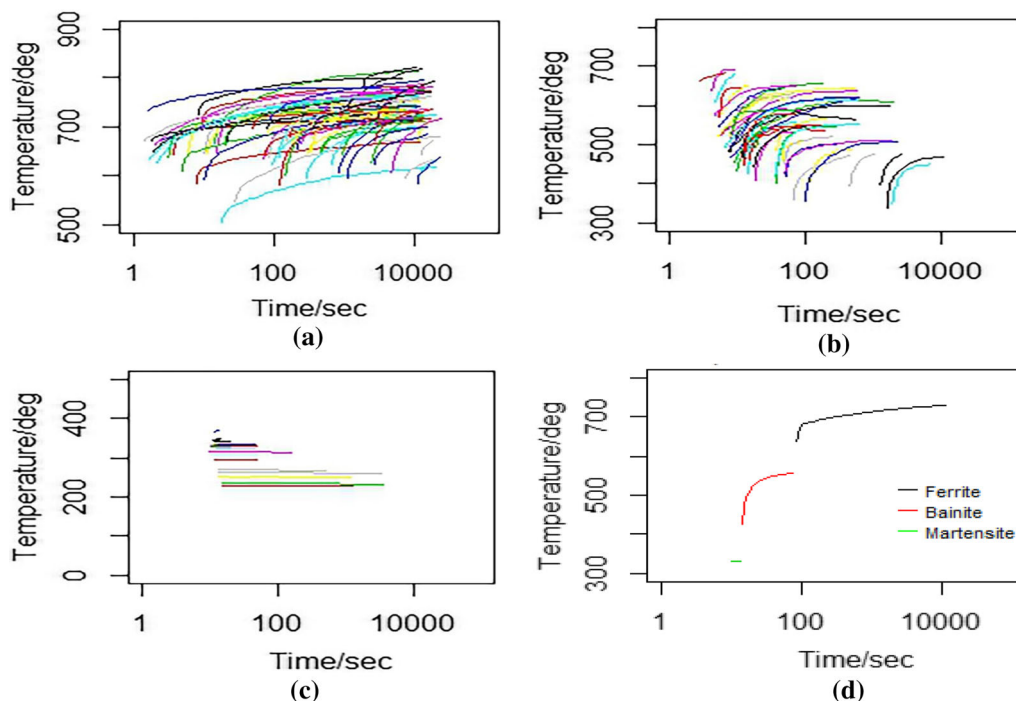 Temperature/deg
900
700
500
1
100
10000
Time/sec
(a)
Temperature/deg
700
500
300
1
100
10000
Time/sec
(b)
Temperature/deg
400
200
0
1
100
10000
Time/sec
(c)
Temperature/deg
700
500
300
Ferrite
Bainite
Martensite
1
100
10000
Time/sec
(d)